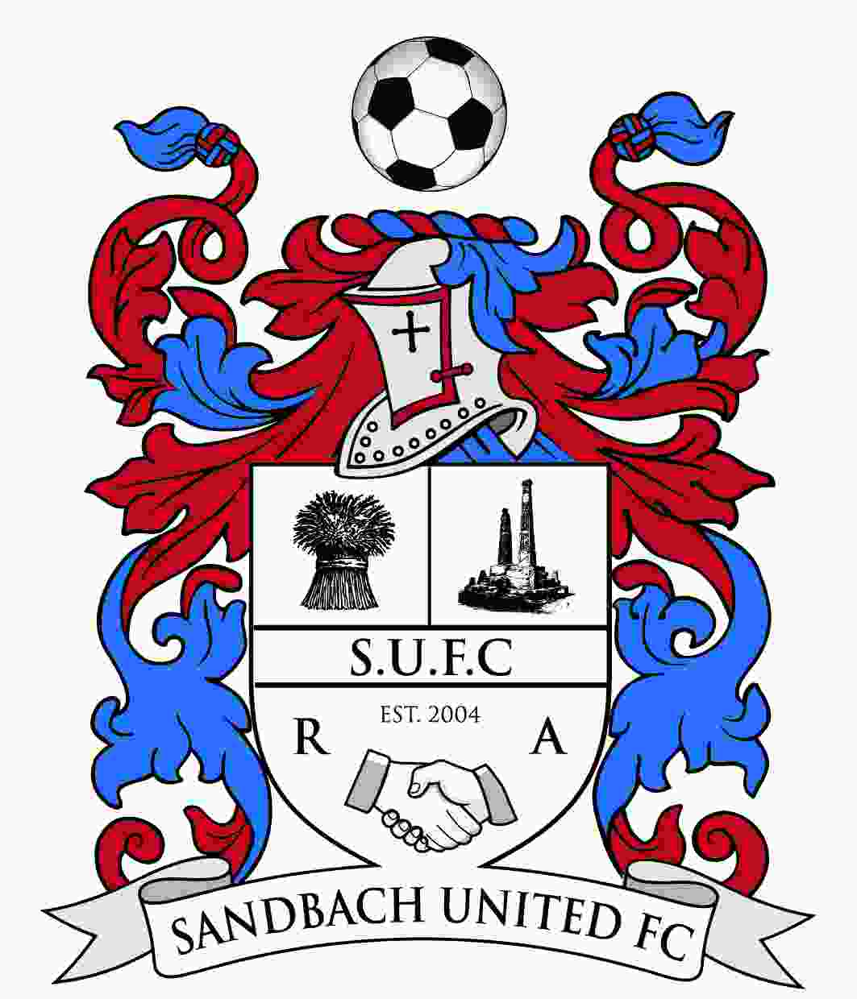 S.U.F.C
EST. 2004
R A
SANDBACH UNITED FC